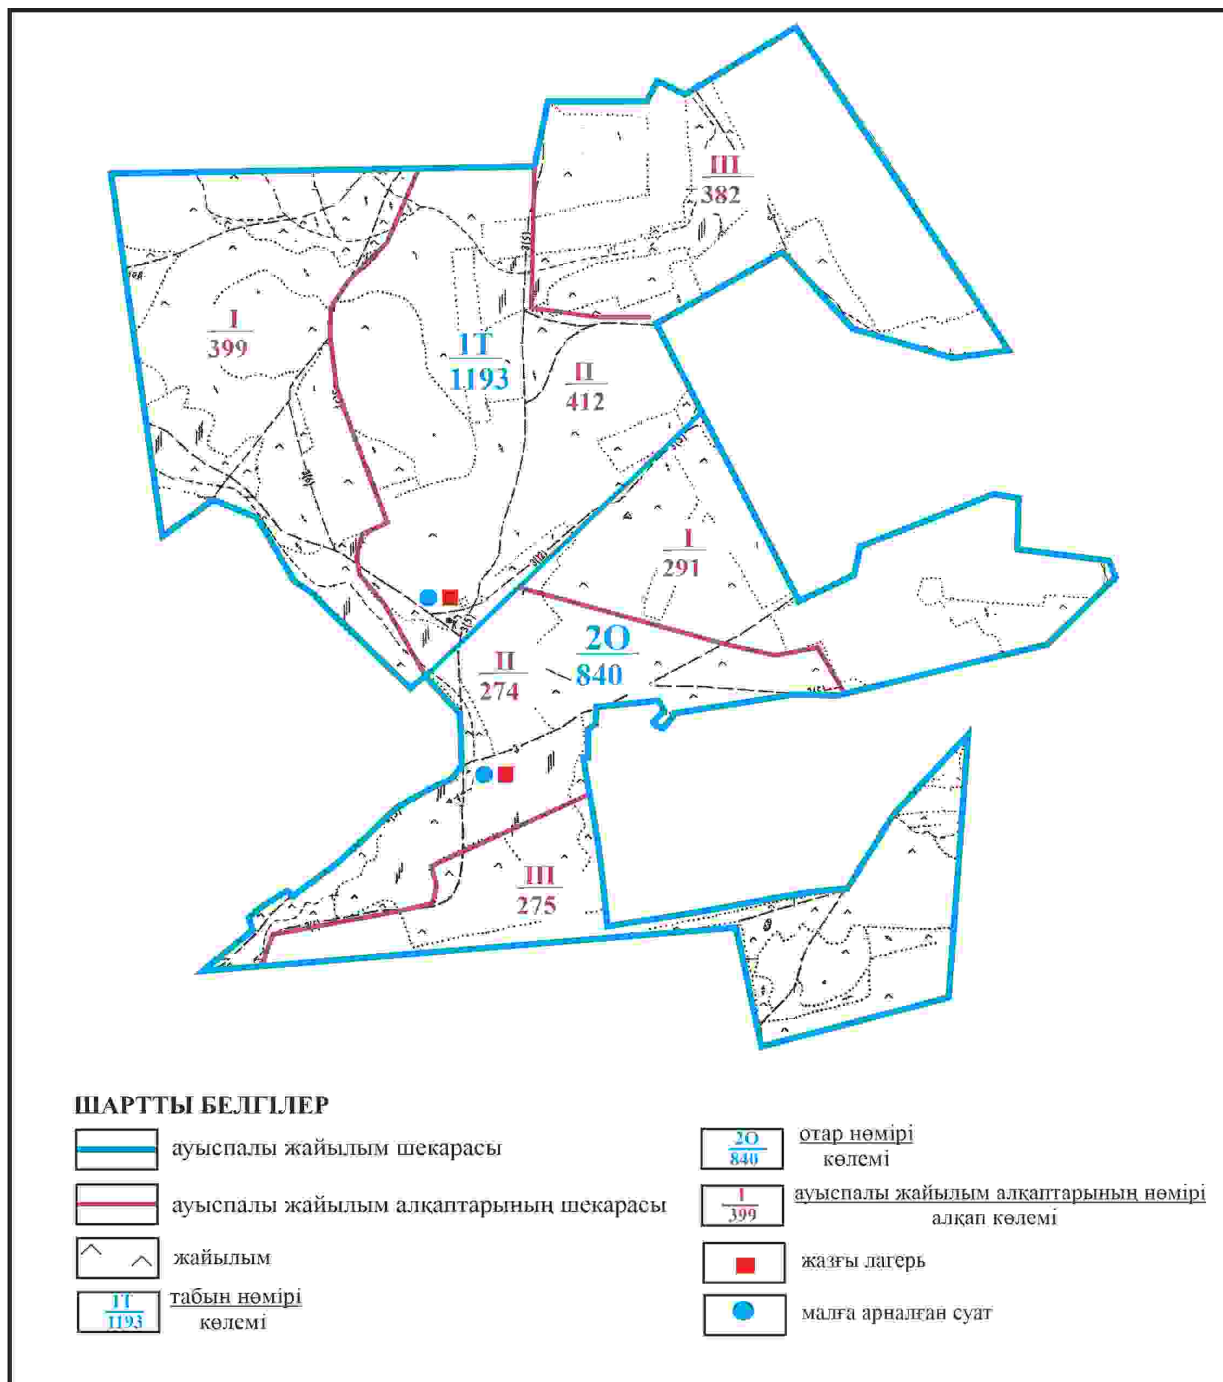 III
382
I
399
1Т
1193
II
412
I
291
2О
840
II
274
III
275
ШАРТТЫ БЕЛГІЛЕР
ауыспалы жайылым шекарасы
ауыспалы жайылым алқаптарының шекарасы
жайылым
1Т
1193
табын нөмірі
көлемі
2О
840
отар нөмірі
көлемі
I
399
ауыспалы жайылым алқаптарының нөмірі
алқап көлемі
жазғы лагерь
малға арналған суат